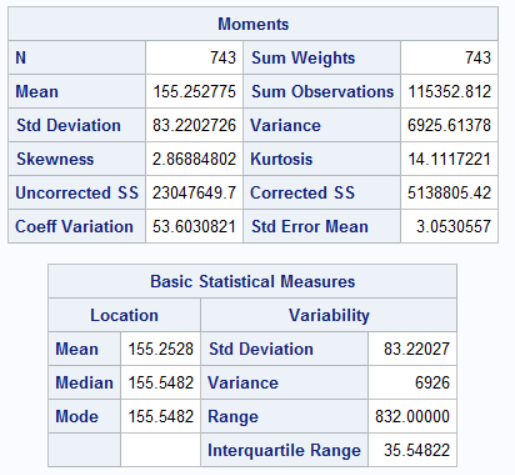 Moments
N 743 Sum Weights 743
Mean 155.252775 Sum Observations 115352.812
Std Deviation 83.2202726 Variance 6925.61378
Skewness 2.86884802 Kurtosis 14.1117221
Uncorrected SS 23047649.7 Corrected SS 5138805.42
Coeff Variation 53.6030821 Std Error Mean 3.0530557
Basic Statistical Measures
Location Variability
Mean 155.2528 Std Deviation 83.22027
Median 155.5482 Variance 6926
Mode 155.5482 Range 832.00000
Interquartile Range 35.54822